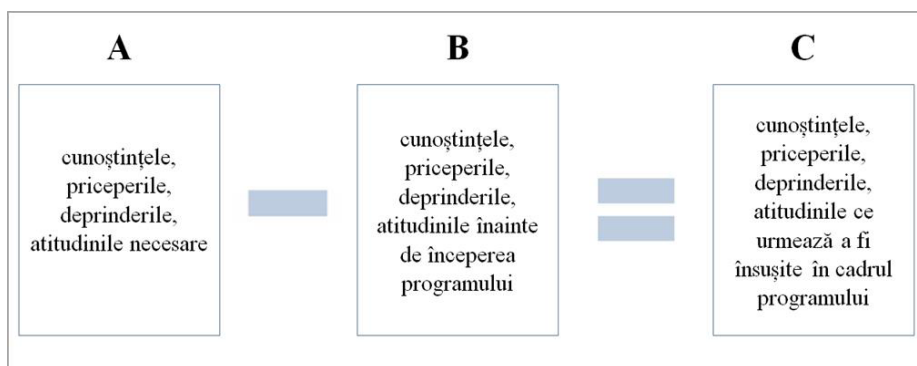 A
cunoștințele,
priceperile,
deprinderile,
atitudinile necesare
B
cunoștințele,
priceperile,
deprinderile,
atitudinile înainte
de începerea
programului
C
cunoștințele,
priceperile,
deprinderile,
atitudinile ce
urmează a fi
însușite în cadrul
programului